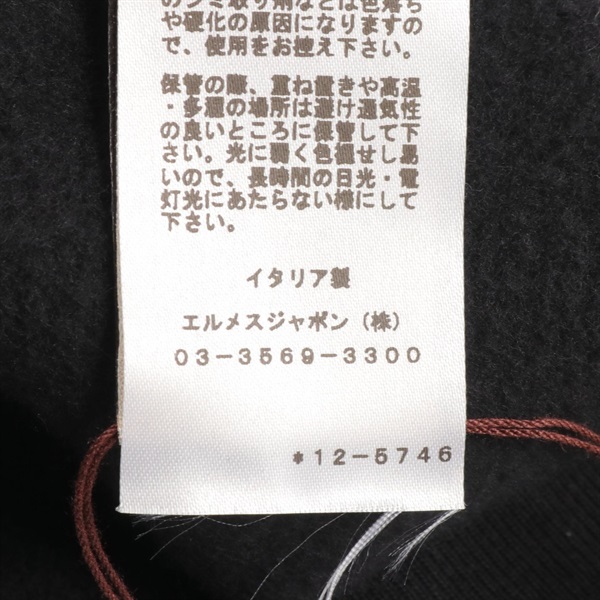 のシミ取り剤などは色落ち
や硬化の原因になりますの
で、使用をお控え下さい。
保管の際、重ね置きや高温
・多湿の場所は避け通気性
の良いところに保管して下
さい。光に弱く色褪せし易
いので、長時間の日光・電
灯光にあたらない様にして
下さい。
イタリア製
エルメスジャポン（株）
03-3569-3300
*12-5746